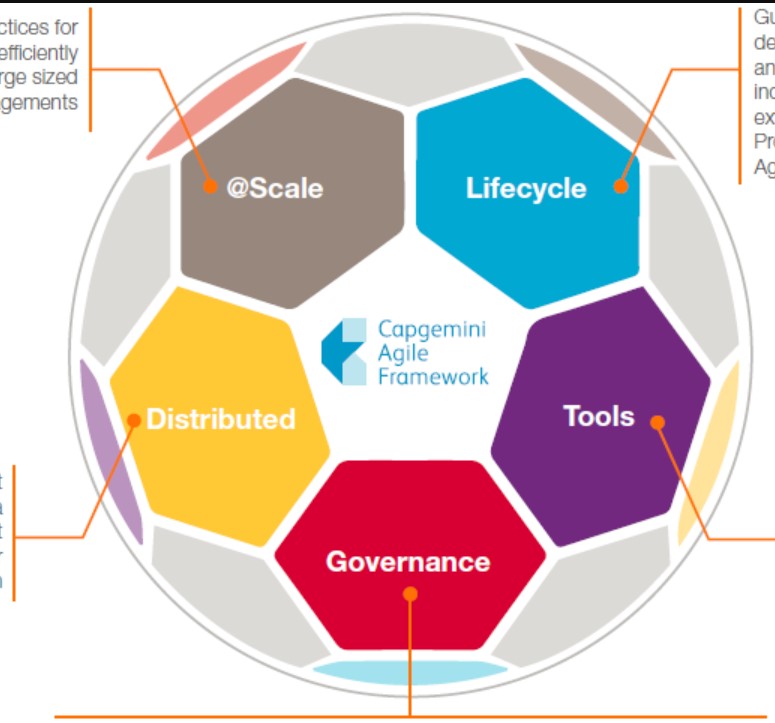 ctices for
efficiently
rge sized
gements
Gu
de
an
inc
ex
Pro
Ag
@Scale
Lifecycle
Capgemini
Agile
Framework
Distributed
Tools
t
a
t
r
n
Governance